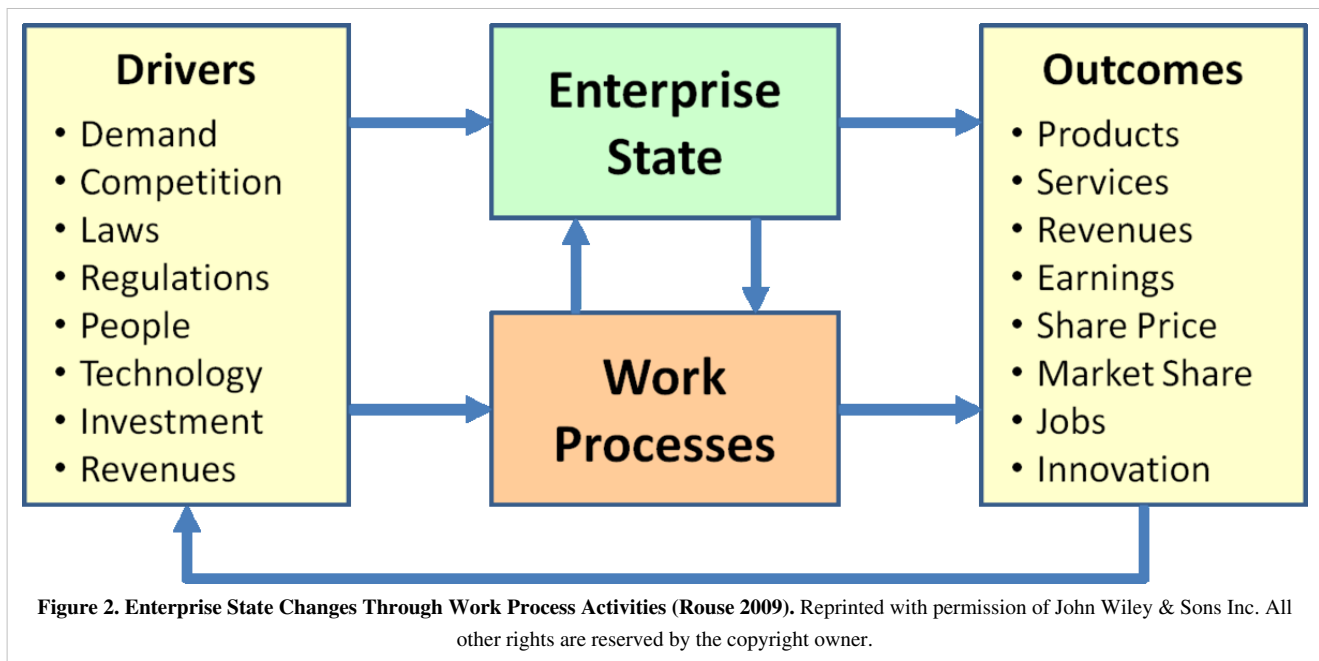 Drivers
• Demand
• Competition
• Laws
• Regulations
• People
• Technology
• Investment
• Revenues
Enterprise
State
Work
Processes
Outcomes
• Products
• Services
• Revenues
• Earnings
• Share Price
• Market Share
• Jobs
• Innovation
Figure 2. Enterprise State Changes Through Work Process Activities (Rouse 2009). Reprinted with permission of John Wiley & Sons Inc. All
other rights are reserved by the copyright owner.